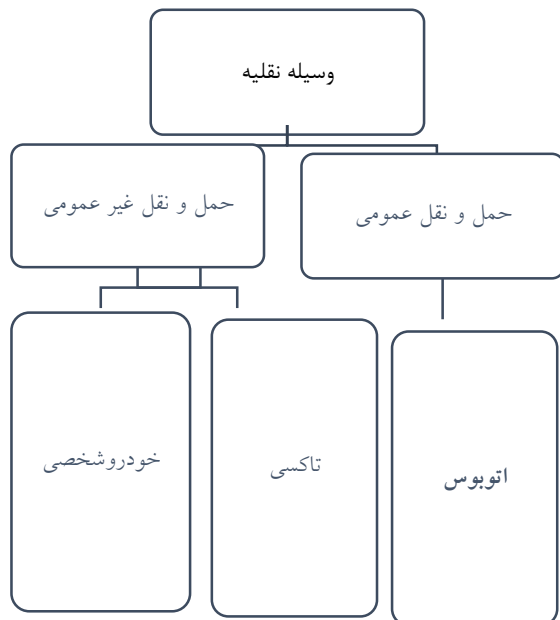 وسیله نقلیه
حمل و نقل عمومی
حمل و نقل غیر عمومی
اتوبوس
تاکسی
خودروشخصی